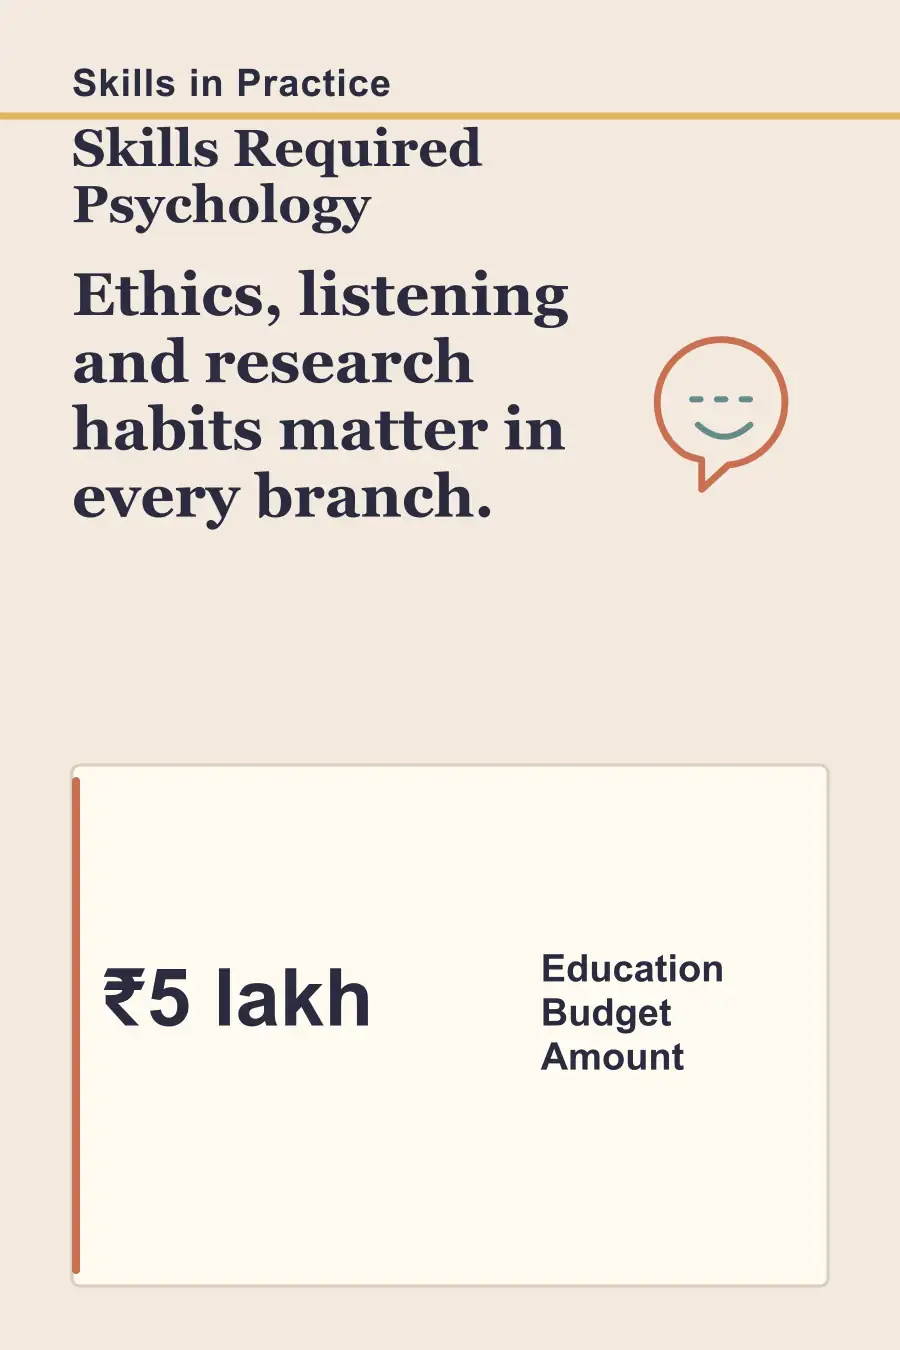 Skills in Practice
Skills Required
Psychology
Ethics, listening
and research
habits matter in
every branch.
₹5 lakh
Education
Budget
Amount